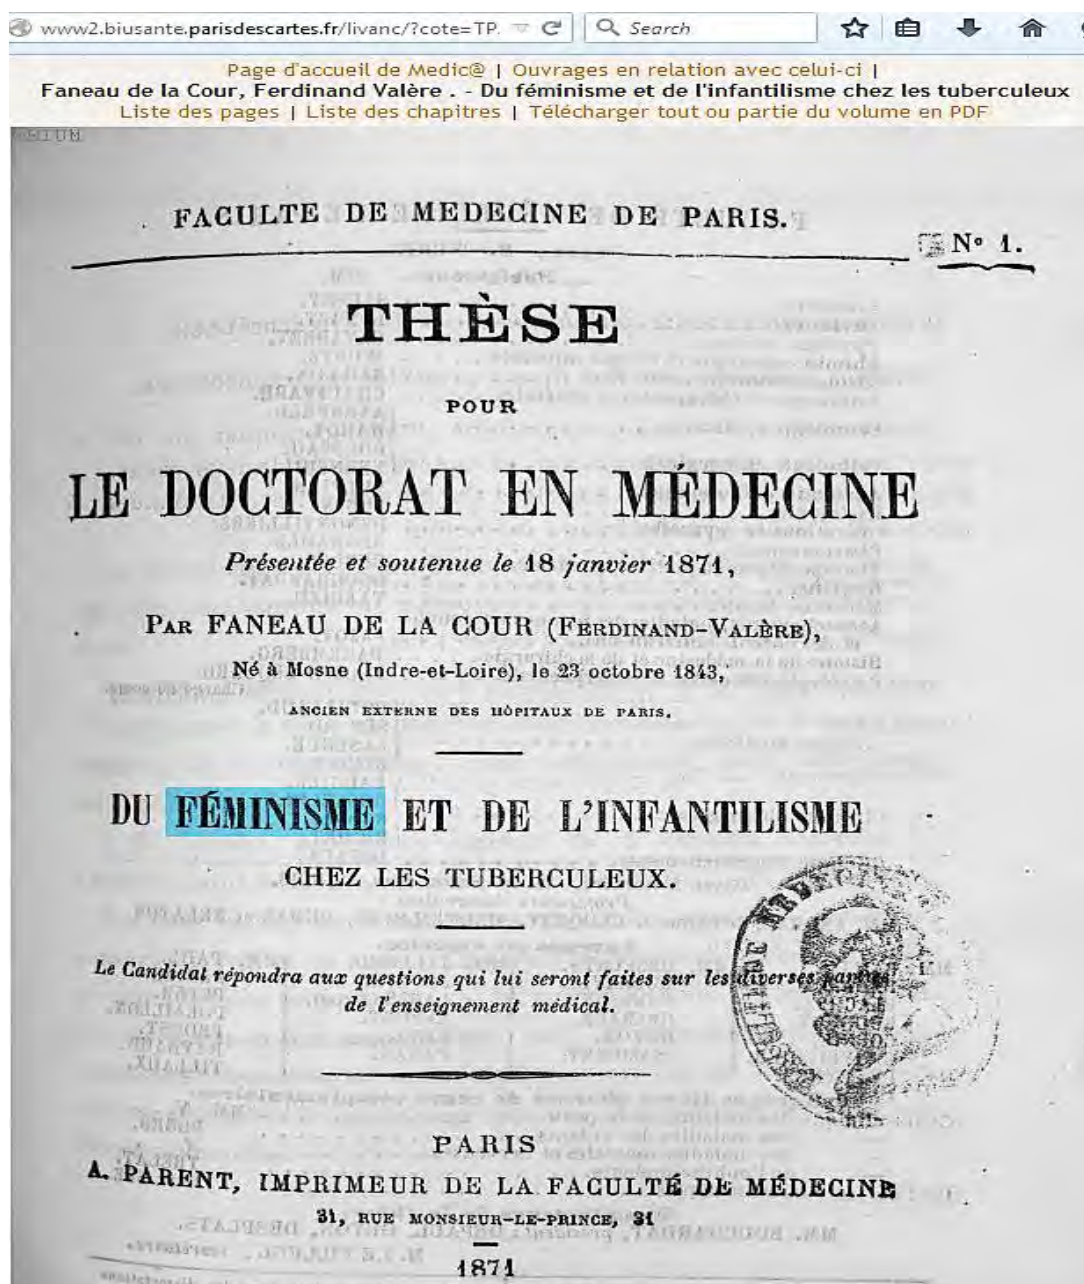 www2.biusante.parisdescartes.fr/livanc/?cote=TP.
Search
Page d'accueil de Medic@ | Ouvrages en relation avec celui-ci |
Faneau de la Cour, Ferdinand Valère . - Du féminisme et de l'infantilisme chez les tuberculeux
Liste des pages | Liste des chapitres | Télécharger tout ou partie du volume en PDF
FACULTE DE MEDECINE DE PARIS.
N° 1.
THÈSE
POUR
LE DOCTORAT EN MÉDECINE
Présentée et soutenue le 18 janvier 1871,
PAR FANEAU DE LA COUR (FERDINAND-VALÈRE),
Né à Mosne (Indre-et-Loire), le 23 octobre 1843,
ANCIEN EXTERNE DES HÔPITAUX DE PARIS.
DU FÉMINISME ET DE L'INFANTILISME
CHEZ LES TUBERCULEUX.
Le Candidat répondra aux questions qui lui seront faites sur les diverses parties
de l'enseignement médical.
PARIS
A. PARENT, IMPRIMEUR DE LA FACULTÉ DE MÉDECINE
31, RUE MONSIEUR-LE-PRINCE, 31
1871